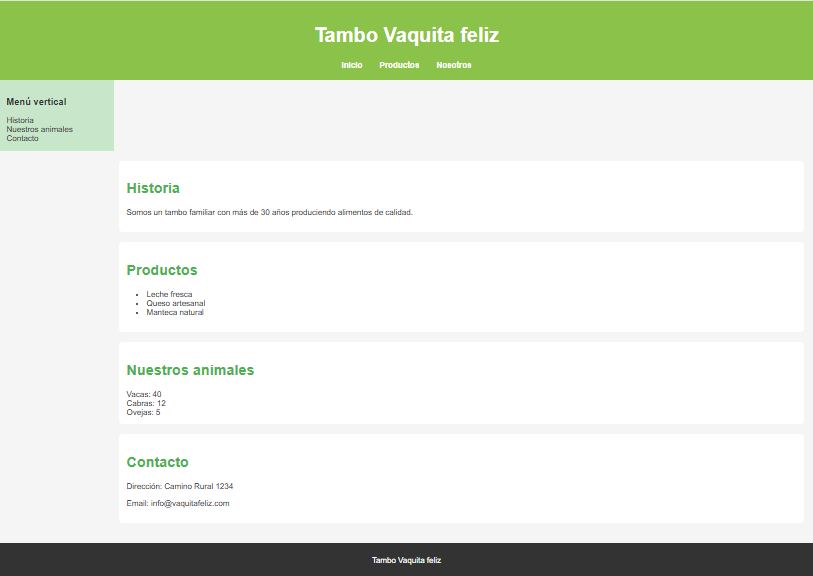 Tambo Vaquita feliz
Inicio Productos Nosotros
Menú vertical
Historia
Nuestros animales
Contacto
Historia
Somos un tambo familiar con más de 30 años produciendo alimentos de calidad.
Productos
Leche fresca
Queso artesanal
Manteca natural
Nuestros animales
Vacas: 40
Cabras: 12
Ovejas: 5
Contacto
Dirección: Camino Rural 1234
Email: info@vaquitafeliz.com
Tambo Vaquita feliz